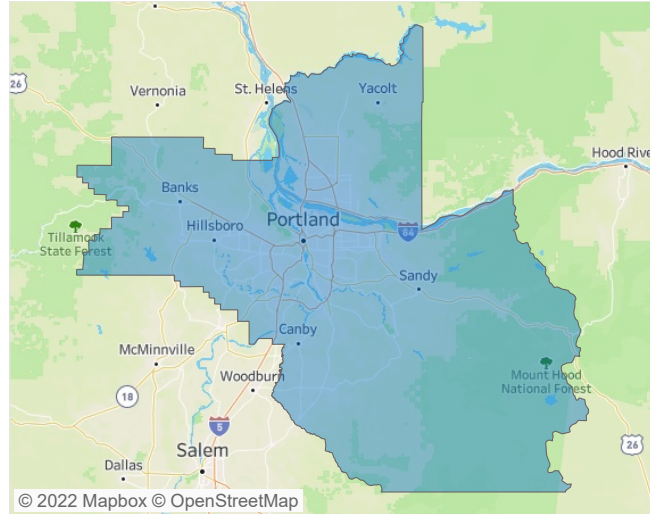 26
Vernonia
St. Helens
Yacolt
Hood Rive
Banks
Hillsboro
Portland
84
Tillamook
State Forest
Sandy
Canby
McMinnville
Woodburn
Mount Hood
National Forest
18
5
Salem
26
Dallas
© 2022 Mapbox © OpenStreetMap